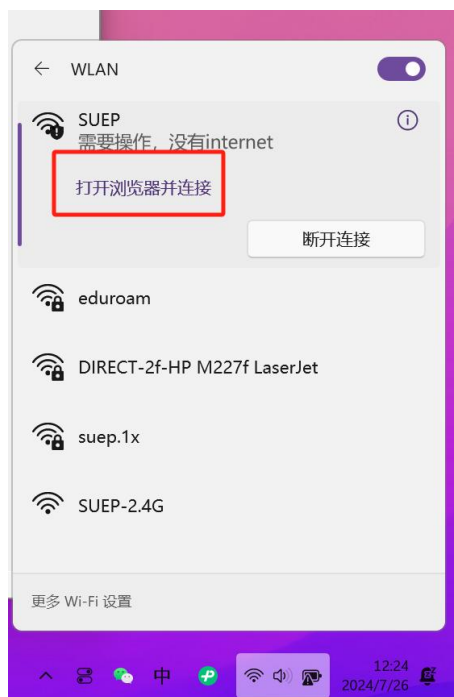 WLAN
SUEP
需要操作，没有internet
打开浏览器并连接
断开连接
eduroam
DIRECT-2f-HP M227f LaserJet
suep.1x
SUEP-2.4G
更多 Wi-Fi 设置
中
12:24
2024/7/26